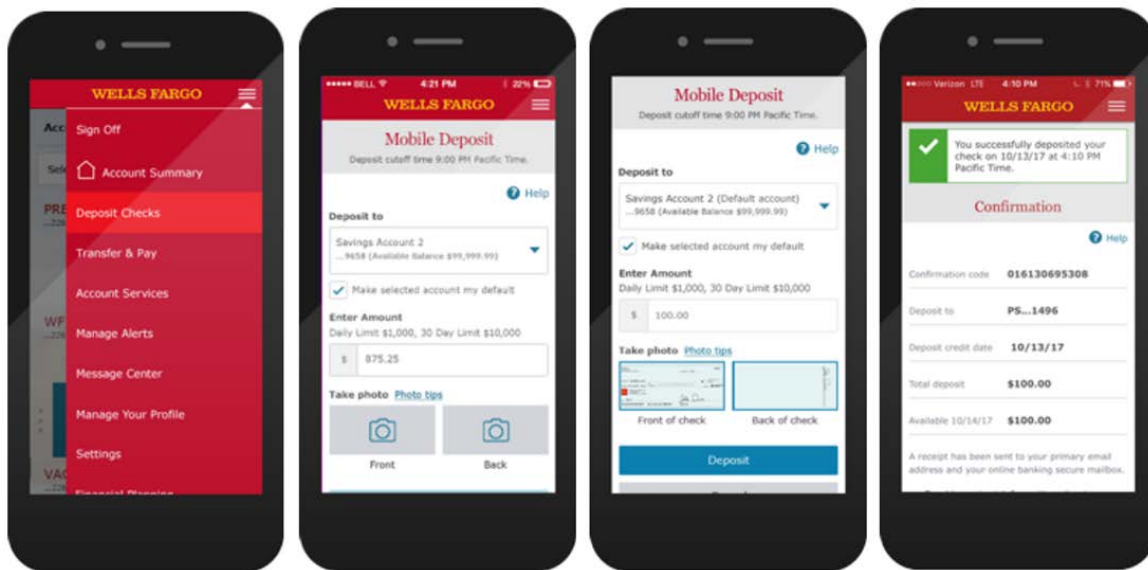 WELLS FARGO
Sign Off
Account Summary
Deposit Checks
Transfer & Pay
Account Services
Manage Alerts
Message Center
Manage Your Profile
Settings
Financial Planning
BELL 4:21 PM 22%
WELLS FARGO
Mobile Deposit
Deposit cutoff time 9:00 PM Pacific Time.
? Help
Deposit to
Savings Account 2
...9658 (Available Balance $99,999.99)
Make selected account my default
Enter Amount
Daily Limit $1,000, 30 Day Limit $10,000
$ 875.25
Take photo Photo tips
Front Back
Mobile Deposit
Deposit cutoff time 9:00 PM Pacific Time.
? Help
Deposit to
Savings Account 2 (Default account)
...9658 (Available Balance $99,999.99)
Make selected account my default
Enter Amount
Daily Limit $1,000, 30 Day Limit $10,000
$ 100.00
Take photo Photo tips
Front of check Back of check
Deposit
Verizon LTE 4:10 PM 71%
WELLS FARGO
You successfully deposited your
check on 10/13/17 at 4:10 PM
Pacific Time.
Confirmation
? Help
Confirmation code 016130695308
Deposit to PS...1496
Deposit credit date 10/13/17
Total deposit $100.00
Available 10/14/17 $100.00
A receipt has been sent to your primary email
address and your online banking secure mailbox.